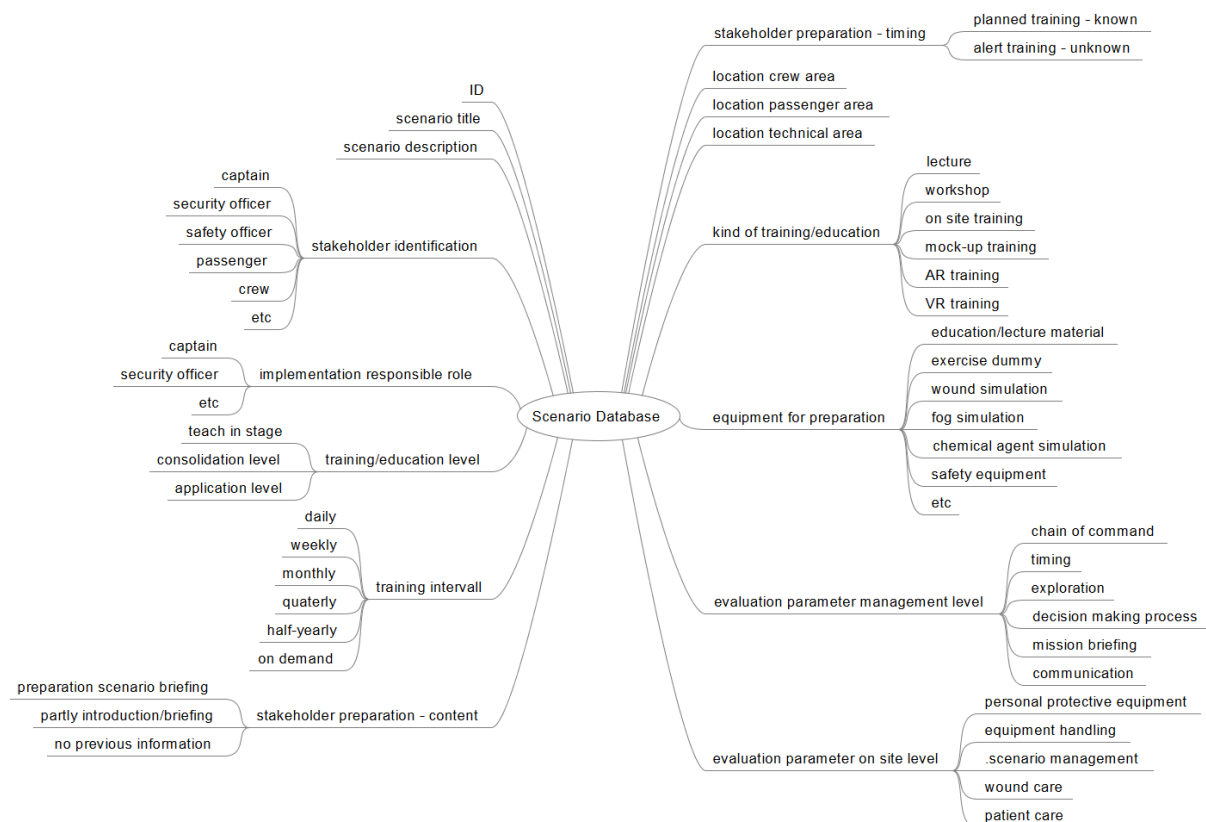 ID
scenario title
scenario description
captain
security officer
safety officer
passenger
crew
etc
stakeholder identification
captain
security officer
etc
implementation responsible role
teach in stage
consolidation level
application level
training/education level
daily
weekly
monthly
quaterly
half-yearly
on demand
training intervall
preparation scenario briefing
partly introduction/briefing
no previous information
stakeholder preparation - content
Scenario Database
stakeholder preparation - timing
planned training - known
alert training - unknown
location crew area
location passenger area
location technical area
kind of training/education
lecture
workshop
on site training
mock-up training
AR training
VR training
equipment for preparation
education/lecture material
exercise dummy
wound simulation
fog simulation
chemical agent simulation
safety equipment
etc
evaluation parameter management level
chain of command
timing
exploration
decision making process
mission briefing
communication
evaluation parameter on site level
personal protective equipment
equipment handling
.scenario management
wound care
patient care